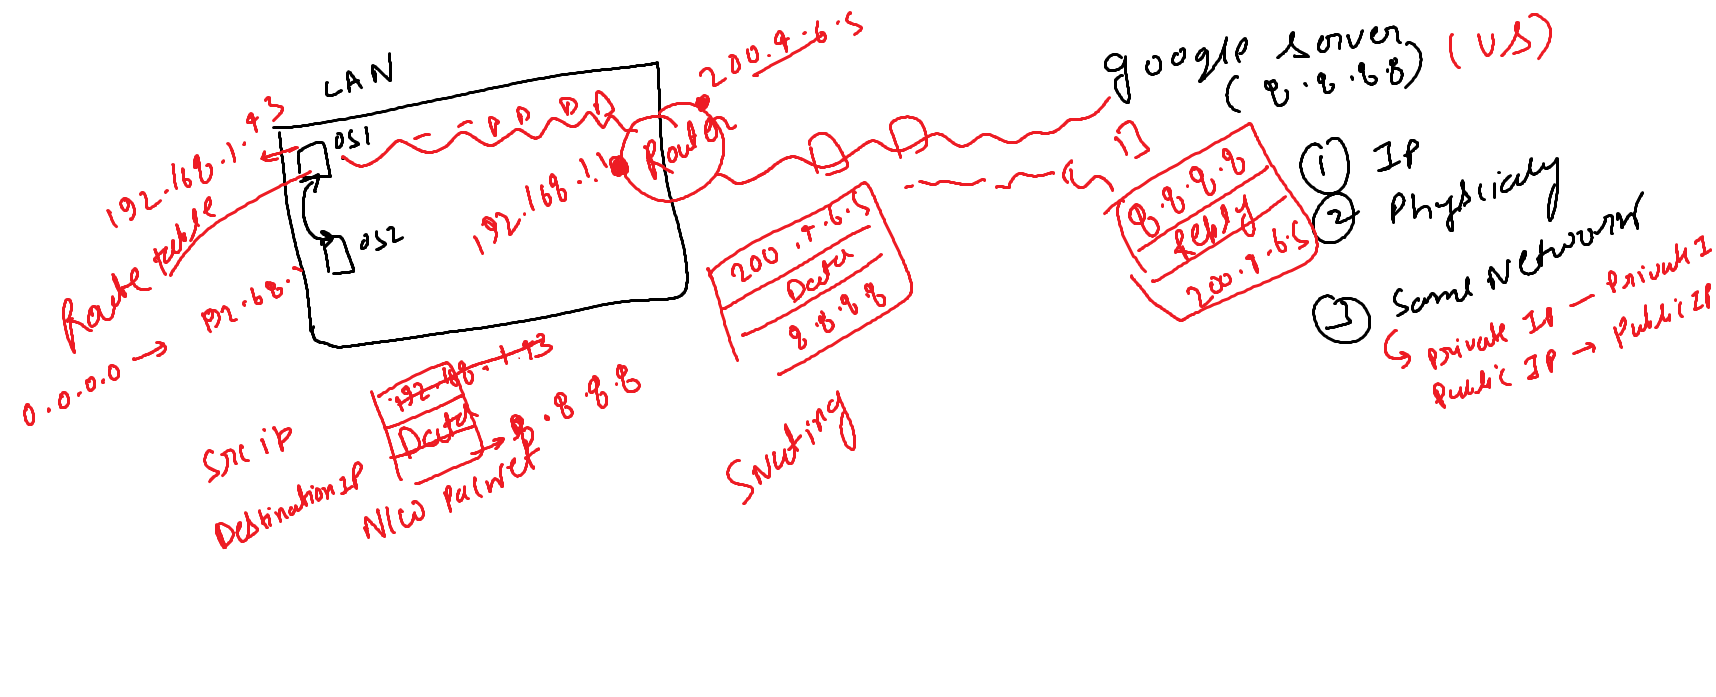 LAN
200.9.6.5
google server (US)
(8.8.8.8)
192.168.1.43
OS1
Router
192.168.1.1
OS2
Route table
192.68.
0.0.0.0 →
① IP
② Physicialy
③ Same Network
Private IP — Private I
Public IP → Public IP
200.9.6.5
Data
8.8.8.8
8.8.8.8
Reply
200.9.6.5
Src ip
Destination IP
192.168.1.43
Data
→ 8.8.8.8
N/W Packet